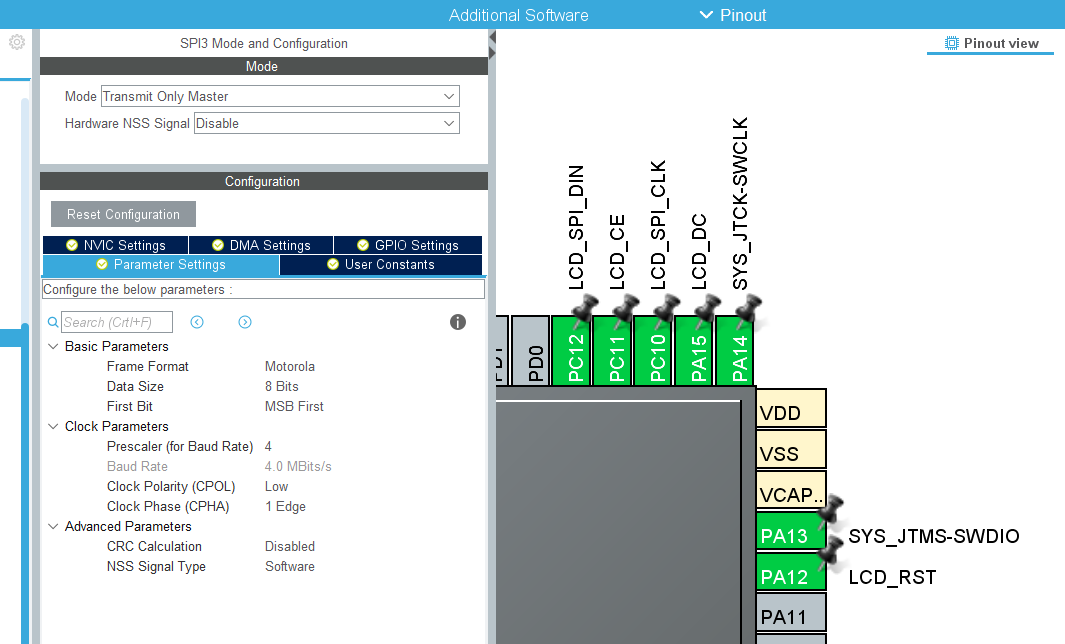 Additional Software
Pinout
SPI3 Mode and Configuration
Pinout view
Mode
Mode Transmit Only Master
Hardware NSS Signal Disable
Configuration
Reset Configuration
NVIC Settings DMA Settings GPIO Settings
Parameter Settings User Constants
Configure the below parameters :
Search (Crtl+F)
Basic Parameters
Frame Format Motorola
Data Size 8 Bits
First Bit MSB First
Clock Parameters
Prescaler (for Baud Rate) 4
Baud Rate 4.0 MBits/s
Clock Polarity (CPOL) Low
Clock Phase (CPHA) 1 Edge
Advanced Parameters
CRC Calculation Disabled
NSS Signal Type Software
LCD_SPI_DIN
LCD_CE
LCD_SPI_CLK
LCD_DC
SYS_JTCK-SWCLK
PD0
PC12
PC11
PC10
PA15
PA14
VDD
VSS
VCAP..
PA13 SYS_JTMS-SWDIO
PA12 LCD_RST
PA11